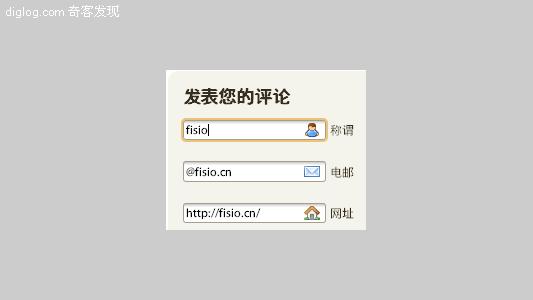 diglog.com 奇客发现
发表您的评论
fisio 称谓
@fisio.cn 电邮
http://fisio.cn/ 网址